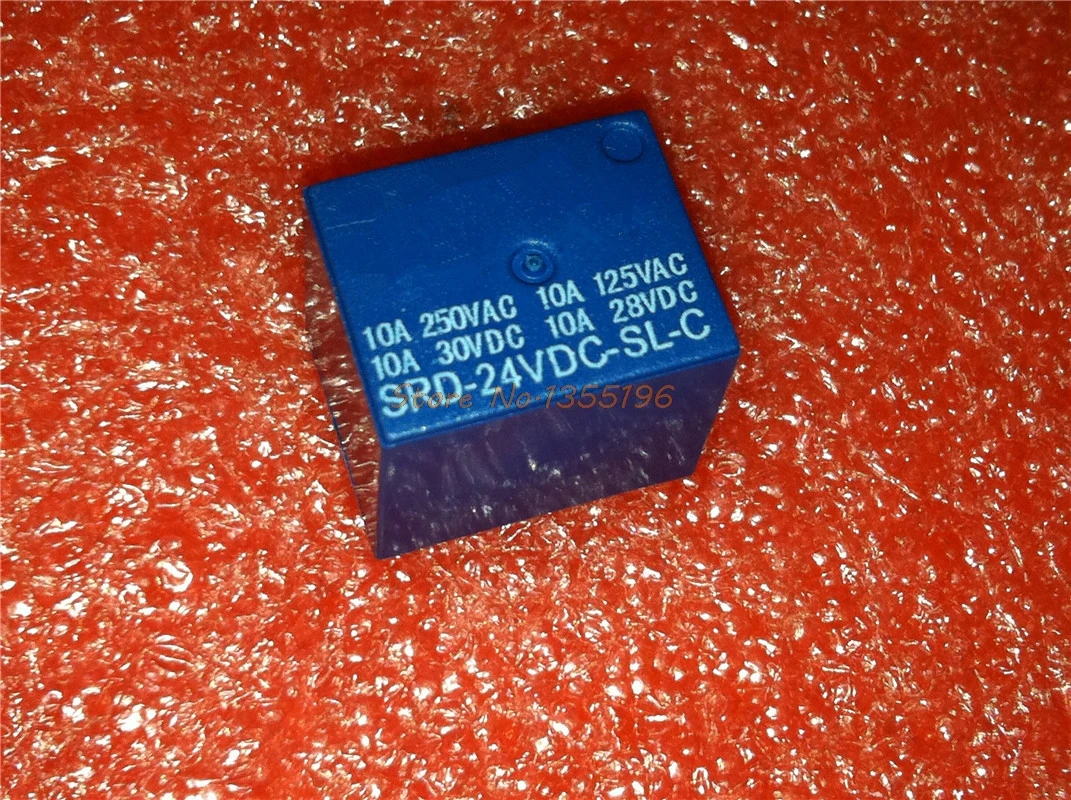 10A 250VAC 10A 125VAC
10A 30VDC 10A 28VDC
SRD-24VDC-SL-C
Store No.1355196